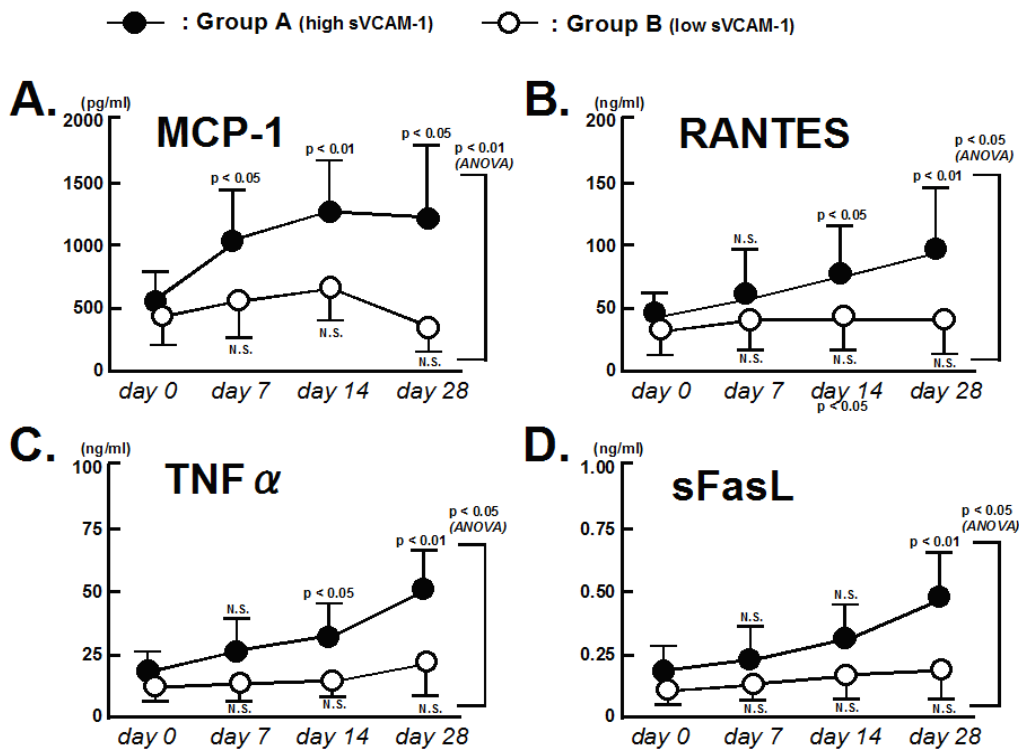 : Group A (high sVCAM-1) : Group B (low sVCAM-1)
A.
(pg/ml)
MCP-1
2000
1500
1000
500
0
p < 0.05
p < 0.01
p < 0.05
p < 0.01
(ANOVA)
N.S.
N.S.
N.S.
day 0 day 7 day 14 day 28
B.
(ng/ml)
RANTES
200
150
100
50
0
N.S.
p < 0.05
p < 0.01
p < 0.05
(ANOVA)
N.S.
N.S.
N.S.
day 0 day 7 day 14 day 28
p < 0.05
C.
(ng/ml)
TNF α
100
75
50
25
0
N.S.
p < 0.05
p < 0.01
p < 0.05
(ANOVA)
N.S.
N.S.
N.S.
day 0 day 7 day 14 day 28
D.
(ng/ml)
sFasL
1.00
0.75
0.50
0.25
0
N.S.
N.S.
p < 0.01
p < 0.05
(ANOVA)
N.S.
N.S.
N.S.
day 0 day 7 day 14 day 28